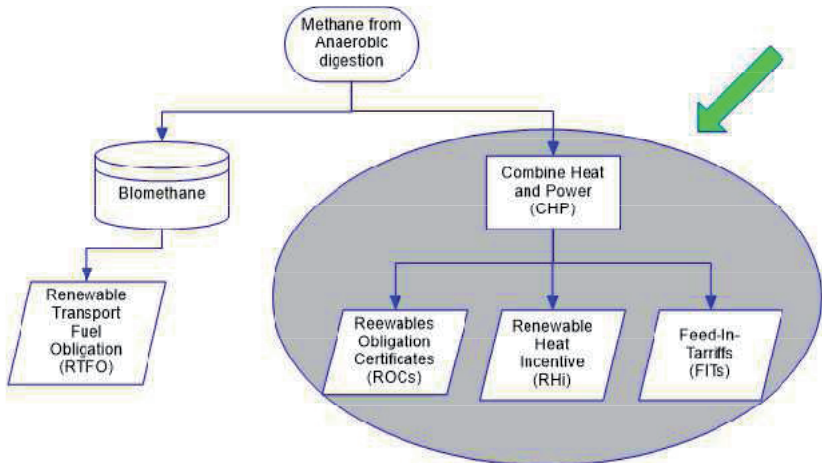 Methane from
Anaerobic
digestion
Biomethane
Combine Heat
and Power
(CHP)
Renewable
Transport
Fuel
Obligation
(RTFO)
Reewables
Obligation
Certificates
(ROCs)
Renewable
Heat
Incentive
(RHi)
Feed-In-
Tarriffs
(FITs)